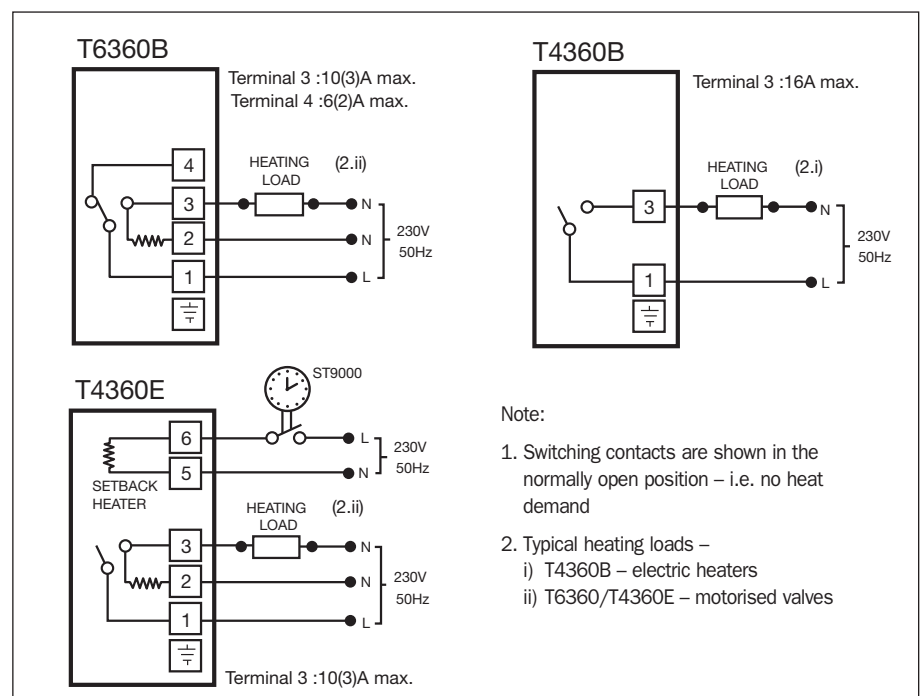 T6360B
Terminal 3 :10(3)A max.
Terminal 4 :6(2)A max.
4
HEATING
LOAD
(2.ii)
3
N
2
N
230V
50Hz
1
L
T4360B
Terminal 3 :16A max.
HEATING
LOAD
(2.i)
3
N
230V
50Hz
1
L
T4360E
ST9000
6
L
230V
50Hz
5
N
SETBACK
HEATER
HEATING
LOAD
(2.ii)
3
N
2
N
230V
50Hz
1
L
Terminal 3 :10(3)A max.
Note:
1. Switching contacts are shown in the
normally open position – i.e. no heat
demand
2. Typical heating loads –
i) T4360B – electric heaters
ii) T6360/T4360E – motorised valves